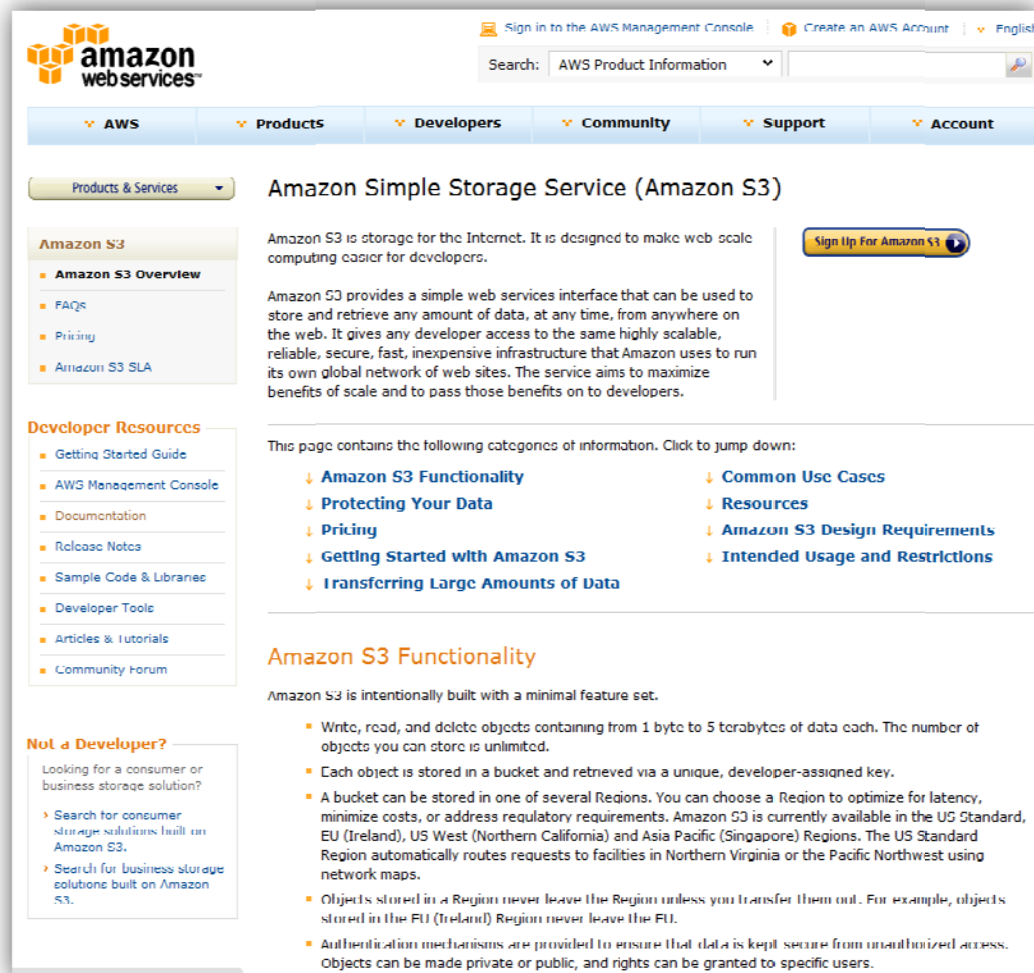 amazon
web services™
Sign in to the AWS Management Console
Create an AWS Account
English
Search:
AWS Product Information
AWS
Products
Developers
Community
Support
Account
Products & Services
Amazon S3
Amazon S3 Overview
FAQs
Pricing
Amazon S3 SLA
Developer Resources
Getting Started Guide
AWS Management Console
Documentation
Release Notes
Sample Code & Libraries
Developer Tools
Articles & Tutorials
Community Forum
Not a Developer?
Looking for a consumer or
business storage solution?
Search for consumer
storage solutions built on
Amazon S3.
Search for business storage
solutions built on Amazon
S3.
Amazon Simple Storage Service (Amazon S3)
Amazon S3 is storage for the Internet. It is designed to make web-scale
computing easier for developers.
Amazon S3 provides a simple web services interface that can be used to
store and retrieve any amount of data, at any time, from anywhere on
the web. It gives any developer access to the same highly scalable,
reliable, secure, fast, inexpensive infrastructure that Amazon uses to run
its own global network of web sites. The service aims to maximize
benefits of scale and to pass those benefits on to developers.
Sign Up For Amazon S3
This page contains the following categories of information. Click to jump down:
↓ Amazon S3 Functionality
↓ Protecting Your Data
↓ Pricing
↓ Getting Started with Amazon S3
↓ Transferring Large Amounts of Data
↓ Common Use Cases
↓ Resources
↓ Amazon S3 Design Requirements
↓ Intended Usage and Restrictions
Amazon S3 Functionality
Amazon S3 is intentionally built with a minimal feature set.
Write, read, and delete objects containing from 1 byte to 5 terabytes of data each. The number of
objects you can store is unlimited.
Each object is stored in a bucket and retrieved via a unique, developer-assigned key.
A bucket can be stored in one of several Regions. You can choose a Region to optimize for latency,
minimize costs, or address regulatory requirements. Amazon S3 is currently available in the US Standard,
EU (Ireland), US West (Northern California) and Asia Pacific (Singapore) Regions. The US Standard
Region automatically routes requests to facilities in Northern Virginia or the Pacific Northwest using
network maps.
Objects stored in a Region never leave the Region unless you transfer them out. For example, objects
stored in the EU (Ireland) Region never leave the EU.
Authentication mechanisms are provided to ensure that data is kept secure from unauthorized access.
Objects can be made private or public, and rights can be granted to specific users.